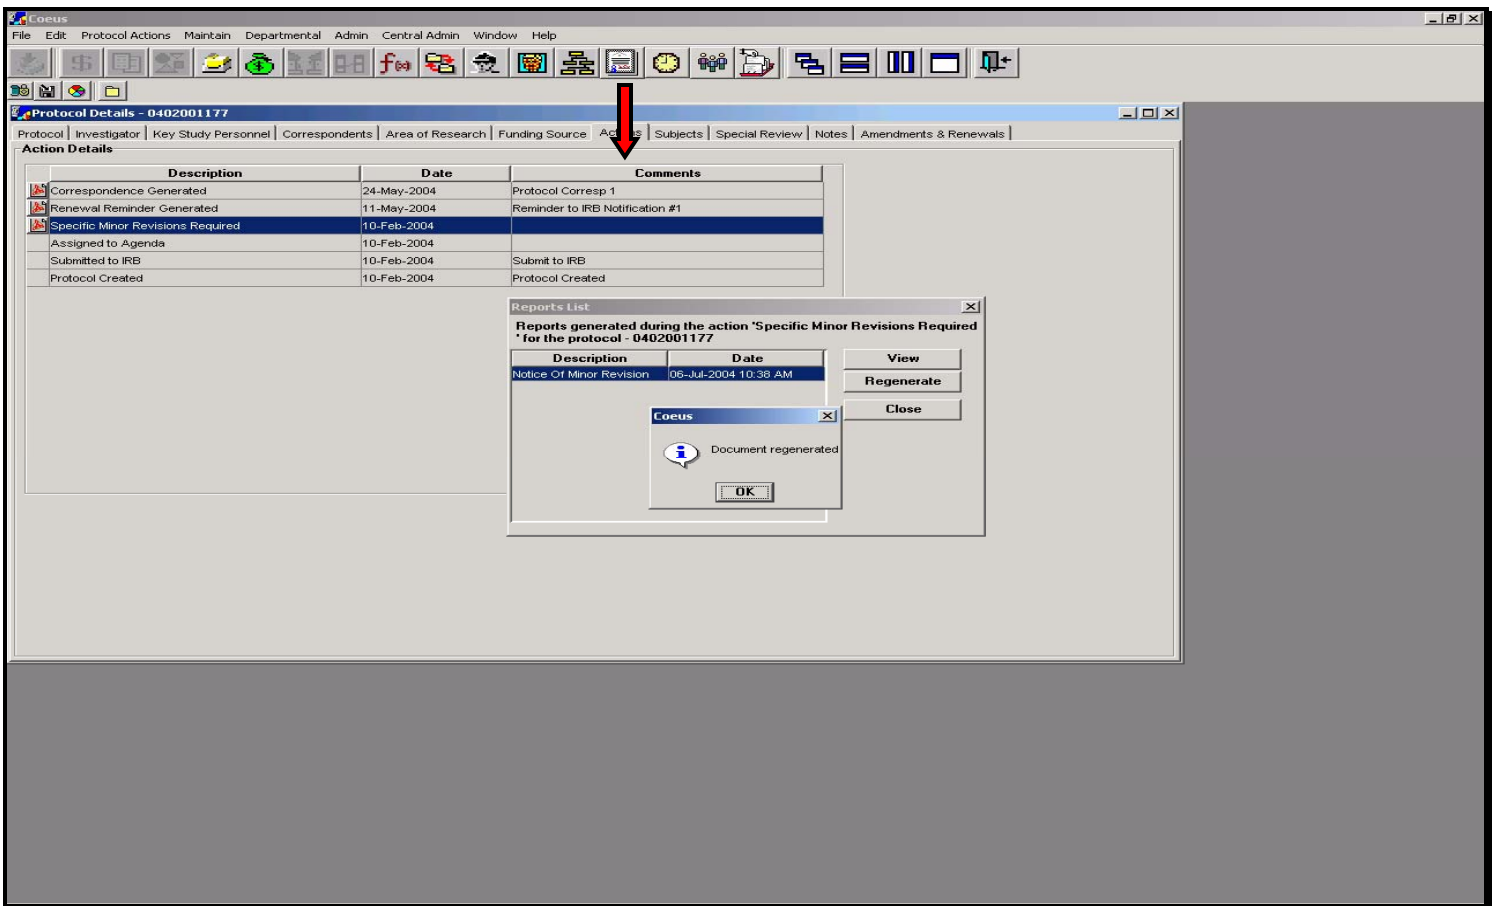 Coeus
File Edit Protocol Actions Maintain Departmental Admin Central Admin Window Help
Protocol Details - 0402001177
Protocol Investigator Key Study Personnel Correspondents Area of Research Funding Source Subjects Special Review Notes Amendments & Renewals
Action Details
Description Date Comments
Correspondence Generated 24-May-2004 Protocol Corresp 1
Renewal Reminder Generated 11-May-2004 Reminder to IRB Notification #1
Specific Minor Revisions Required 10-Feb-2004
Assigned to Agenda 10-Feb-2004
Submitted to IRB 10-Feb-2004 Submit to IRB
Protocol Created 10-Feb-2004 Protocol Created
Reports List
Reports generated during the action 'Specific Minor Revisions Required
' for the protocol - 0402001177
Description Date View
Notice Of Minor Revision 06-Jul-2004 10:38 AM
Regenerate
Close
Coeus
Document regenerated
OK